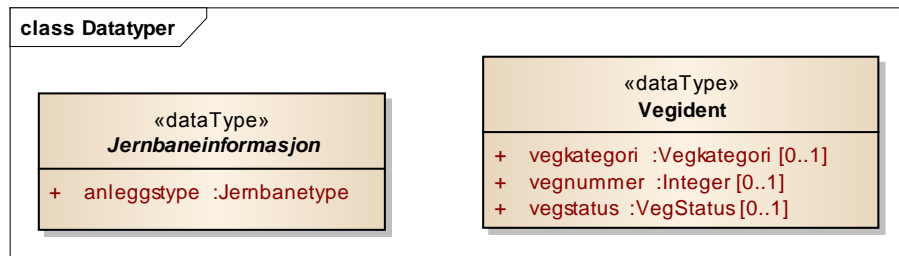 class Datatyper
«dataType»
Jernbaneinformasjon
+ anleggstype :Jernbanetype
«dataType»
Vegident
+ vegkategori :Vegkategori [0..1]
+ vegnummer :Integer [0..1]
+ vegstatus :VegStatus [0..1]